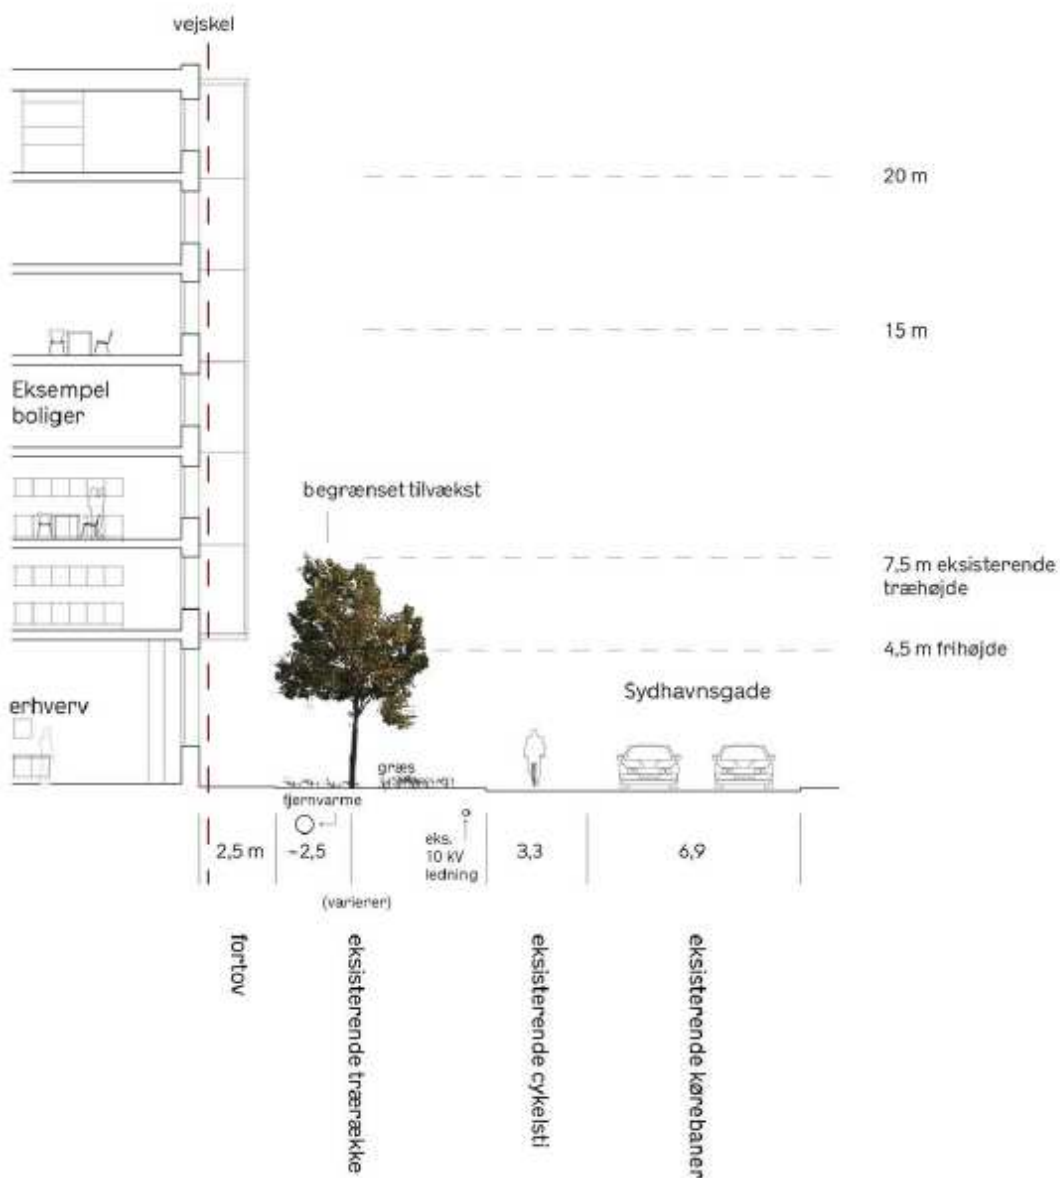 vejskel
20 m
15 m
Eksempel
boliger
begrænset tilvækst
7,5 m eksisterende
træhøjde
4,5 m frihøjde
Sydhavnsgade
erhverv
græs
fjernvarme
2,5 m
~2,5
eks.
10 kV
ledning
3,3
6,9
(varierer)
fortov
eksisterende trærække
eksisterende cykelsti
eksisterende kørebaner